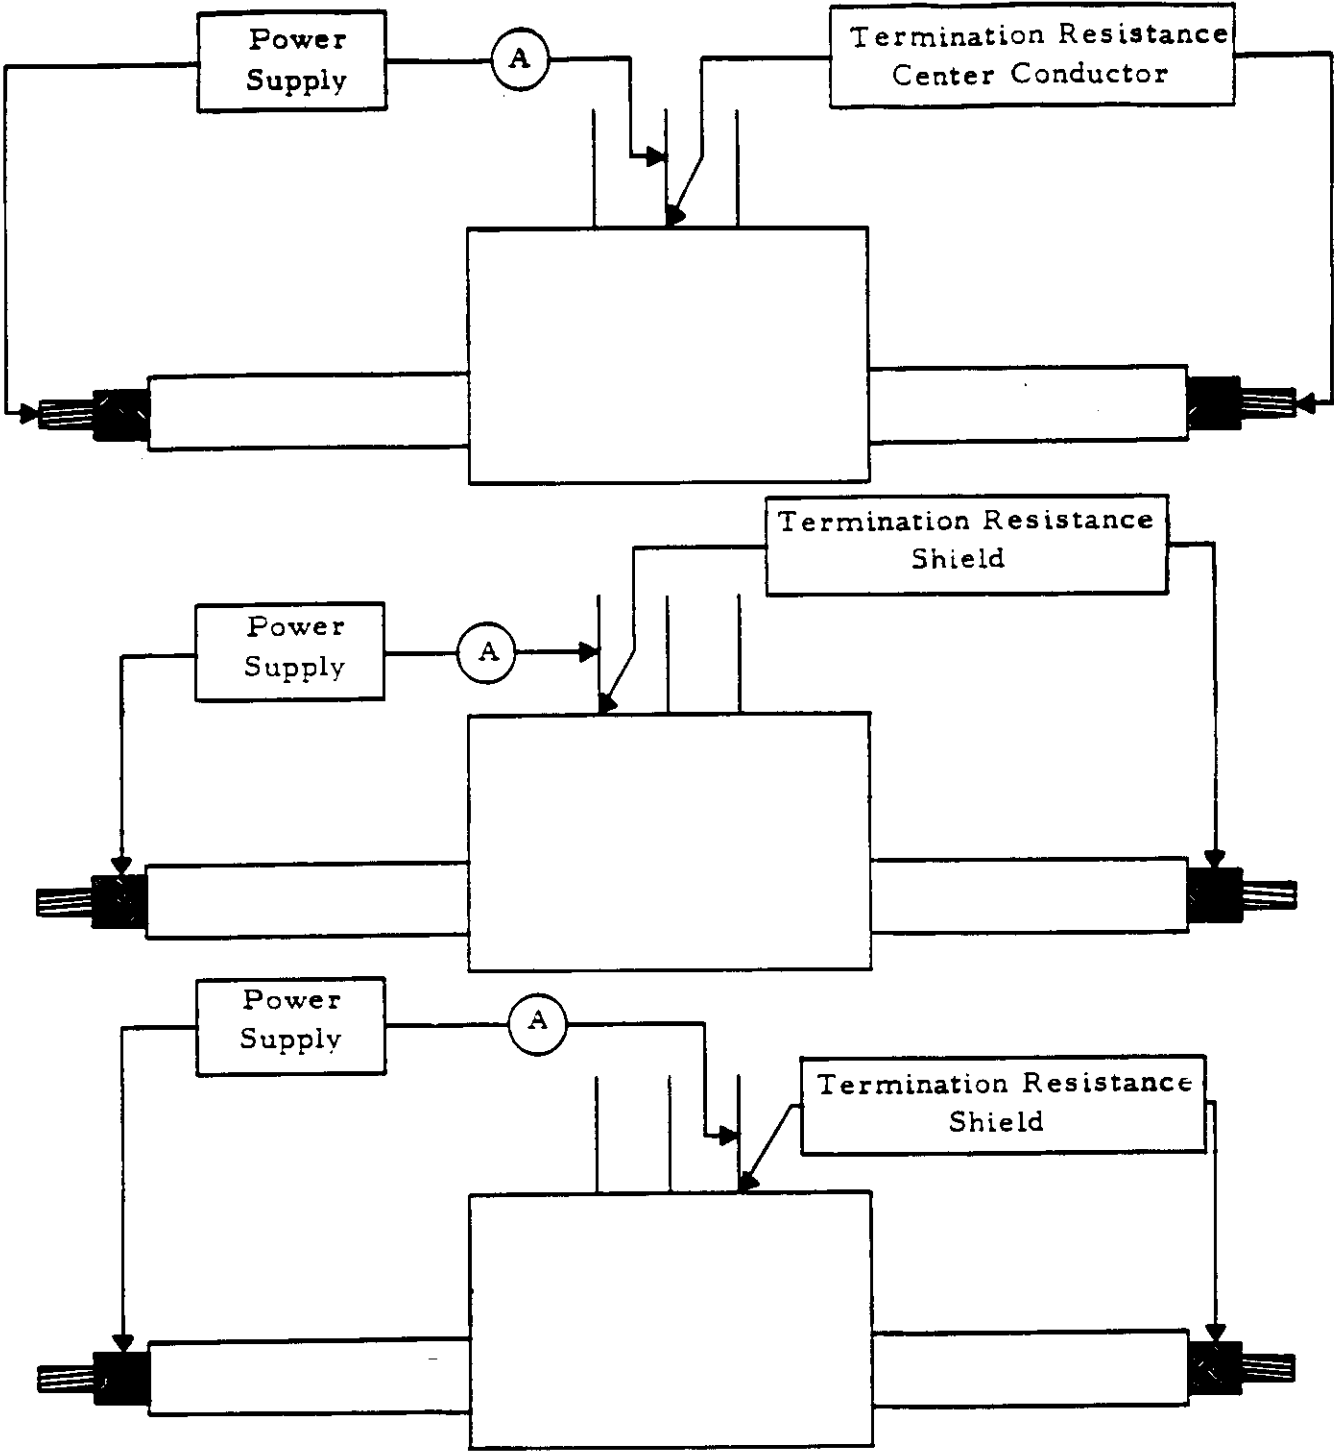 Power
Supply
A
Termination Resistance
Center Conductor
Termination Resistance
Shield
Power
Supply
A
Power
Supply
A
Termination Resistance
Shield